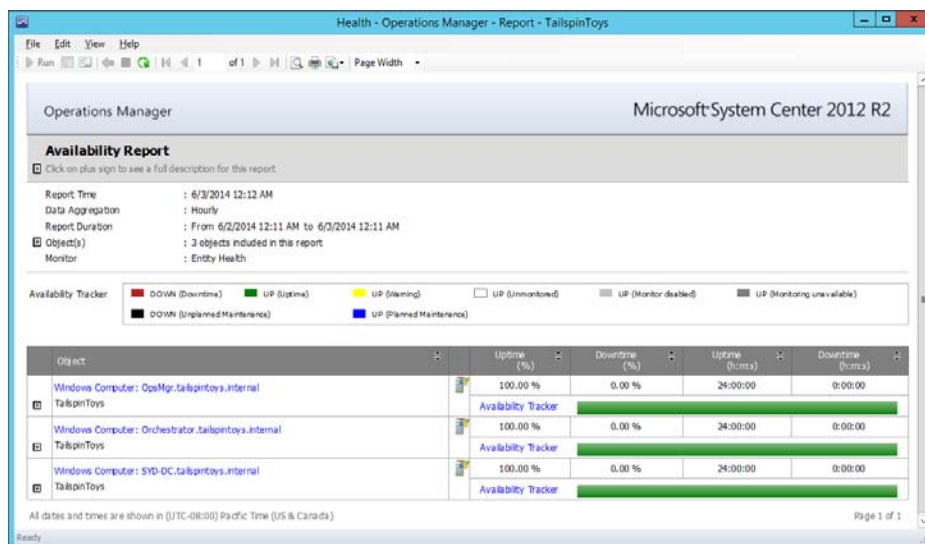 Health - Operations Manager - Report - TailspinToys
File Edit View Help
Run 1 of 1 Page Width
Operations Manager Microsoft System Center 2012 R2
Availability Report
Click on plus sign to see a full description for this report
Report Time : 6/3/2014 12:12 AM
Data Aggregation : Hourly
Report Duration : From 6/2/2014 12:11 AM to 6/3/2014 12:11 AM
Object(s) : 3 objects included in this report
Monitor : Entity Health
Availability Tracker DOWN (Downtime) UP (Uptime) UP (Warning) UP (Unmonitored) UP (Monitor disabled) UP (Monitoring unavailable)
DOWN (Unplanned Maintenance) UP (Planned Maintenance)
Object Uptime (%) Downtime (%) Uptime (h:m:s) Downtime (h:m:s)
Windows Computer: OpsMgr.tailspintoys.internal 100.00 % 0.00 % 24:00:00 0:00:00
TailspinToys Availability Tracker
Windows Computer: Orchestrator.tailspintoys.internal 100.00 % 0.00 % 24:00:00 0:00:00
TailspinToys Availability Tracker
Windows Computer: SYD-DC.tailspintoys.internal 100.00 % 0.00 % 24:00:00 0:00:00
TailspinToys Availability Tracker
All dates and times are shown in (UTC-08:00) Pacific Time (US & Canada) Page 1 of 1
Ready